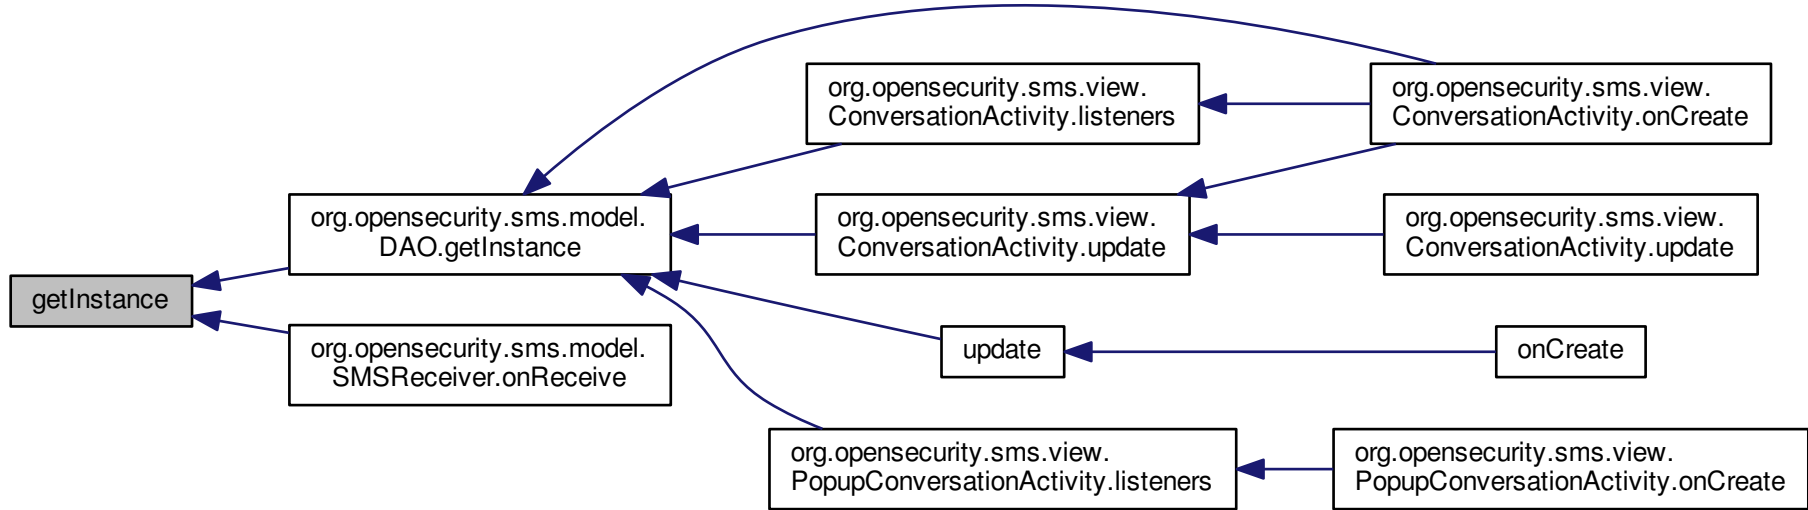 getInstance
org.opensecurity.sms.model.
DAO.getInstance
org.opensecurity.sms.model.
SMSReceiver.onReceive
org.opensecurity.sms.view.
ConversationActivity.listeners
org.opensecurity.sms.view.
ConversationActivity.update
update
org.opensecurity.sms.view.
PopupConversationActivity.listeners
org.opensecurity.sms.view.
ConversationActivity.onCreate
org.opensecurity.sms.view.
ConversationActivity.update
onCreate
org.opensecurity.sms.view.
PopupConversationActivity.onCreate